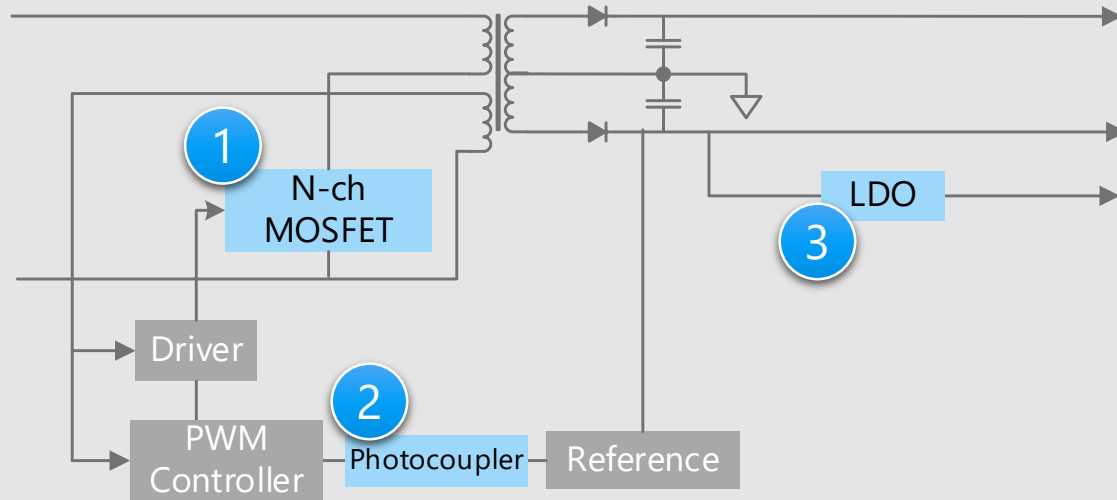 1
N-ch
MOSFET
LDO
3
Driver
2
PWM
Controller
Photocoupler
Reference